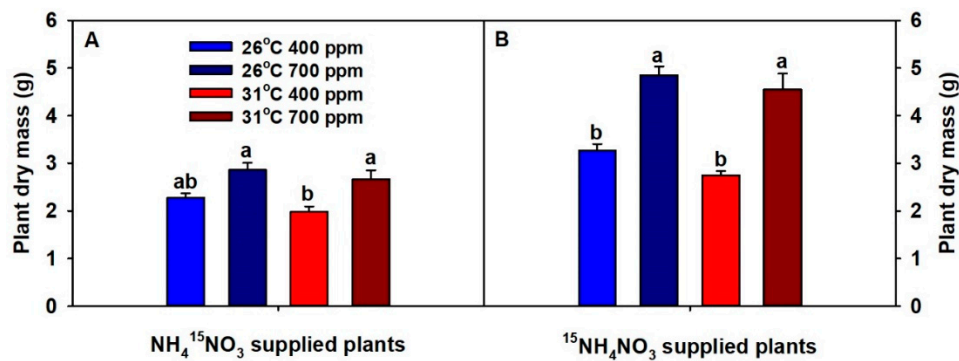 A
26°C 400 ppm
26°C 700 ppm
31°C 400 ppm
31°C 700 ppm
Plant dry mass (g)
6
5
4
3
2
1
0
ab
a
b
a
NH₄¹⁵NO₃ supplied plants
B
b
a
b
a
6
5
4
3
2
1
0
Plant dry mass (g)
¹⁵NH₄NO₃ supplied plants